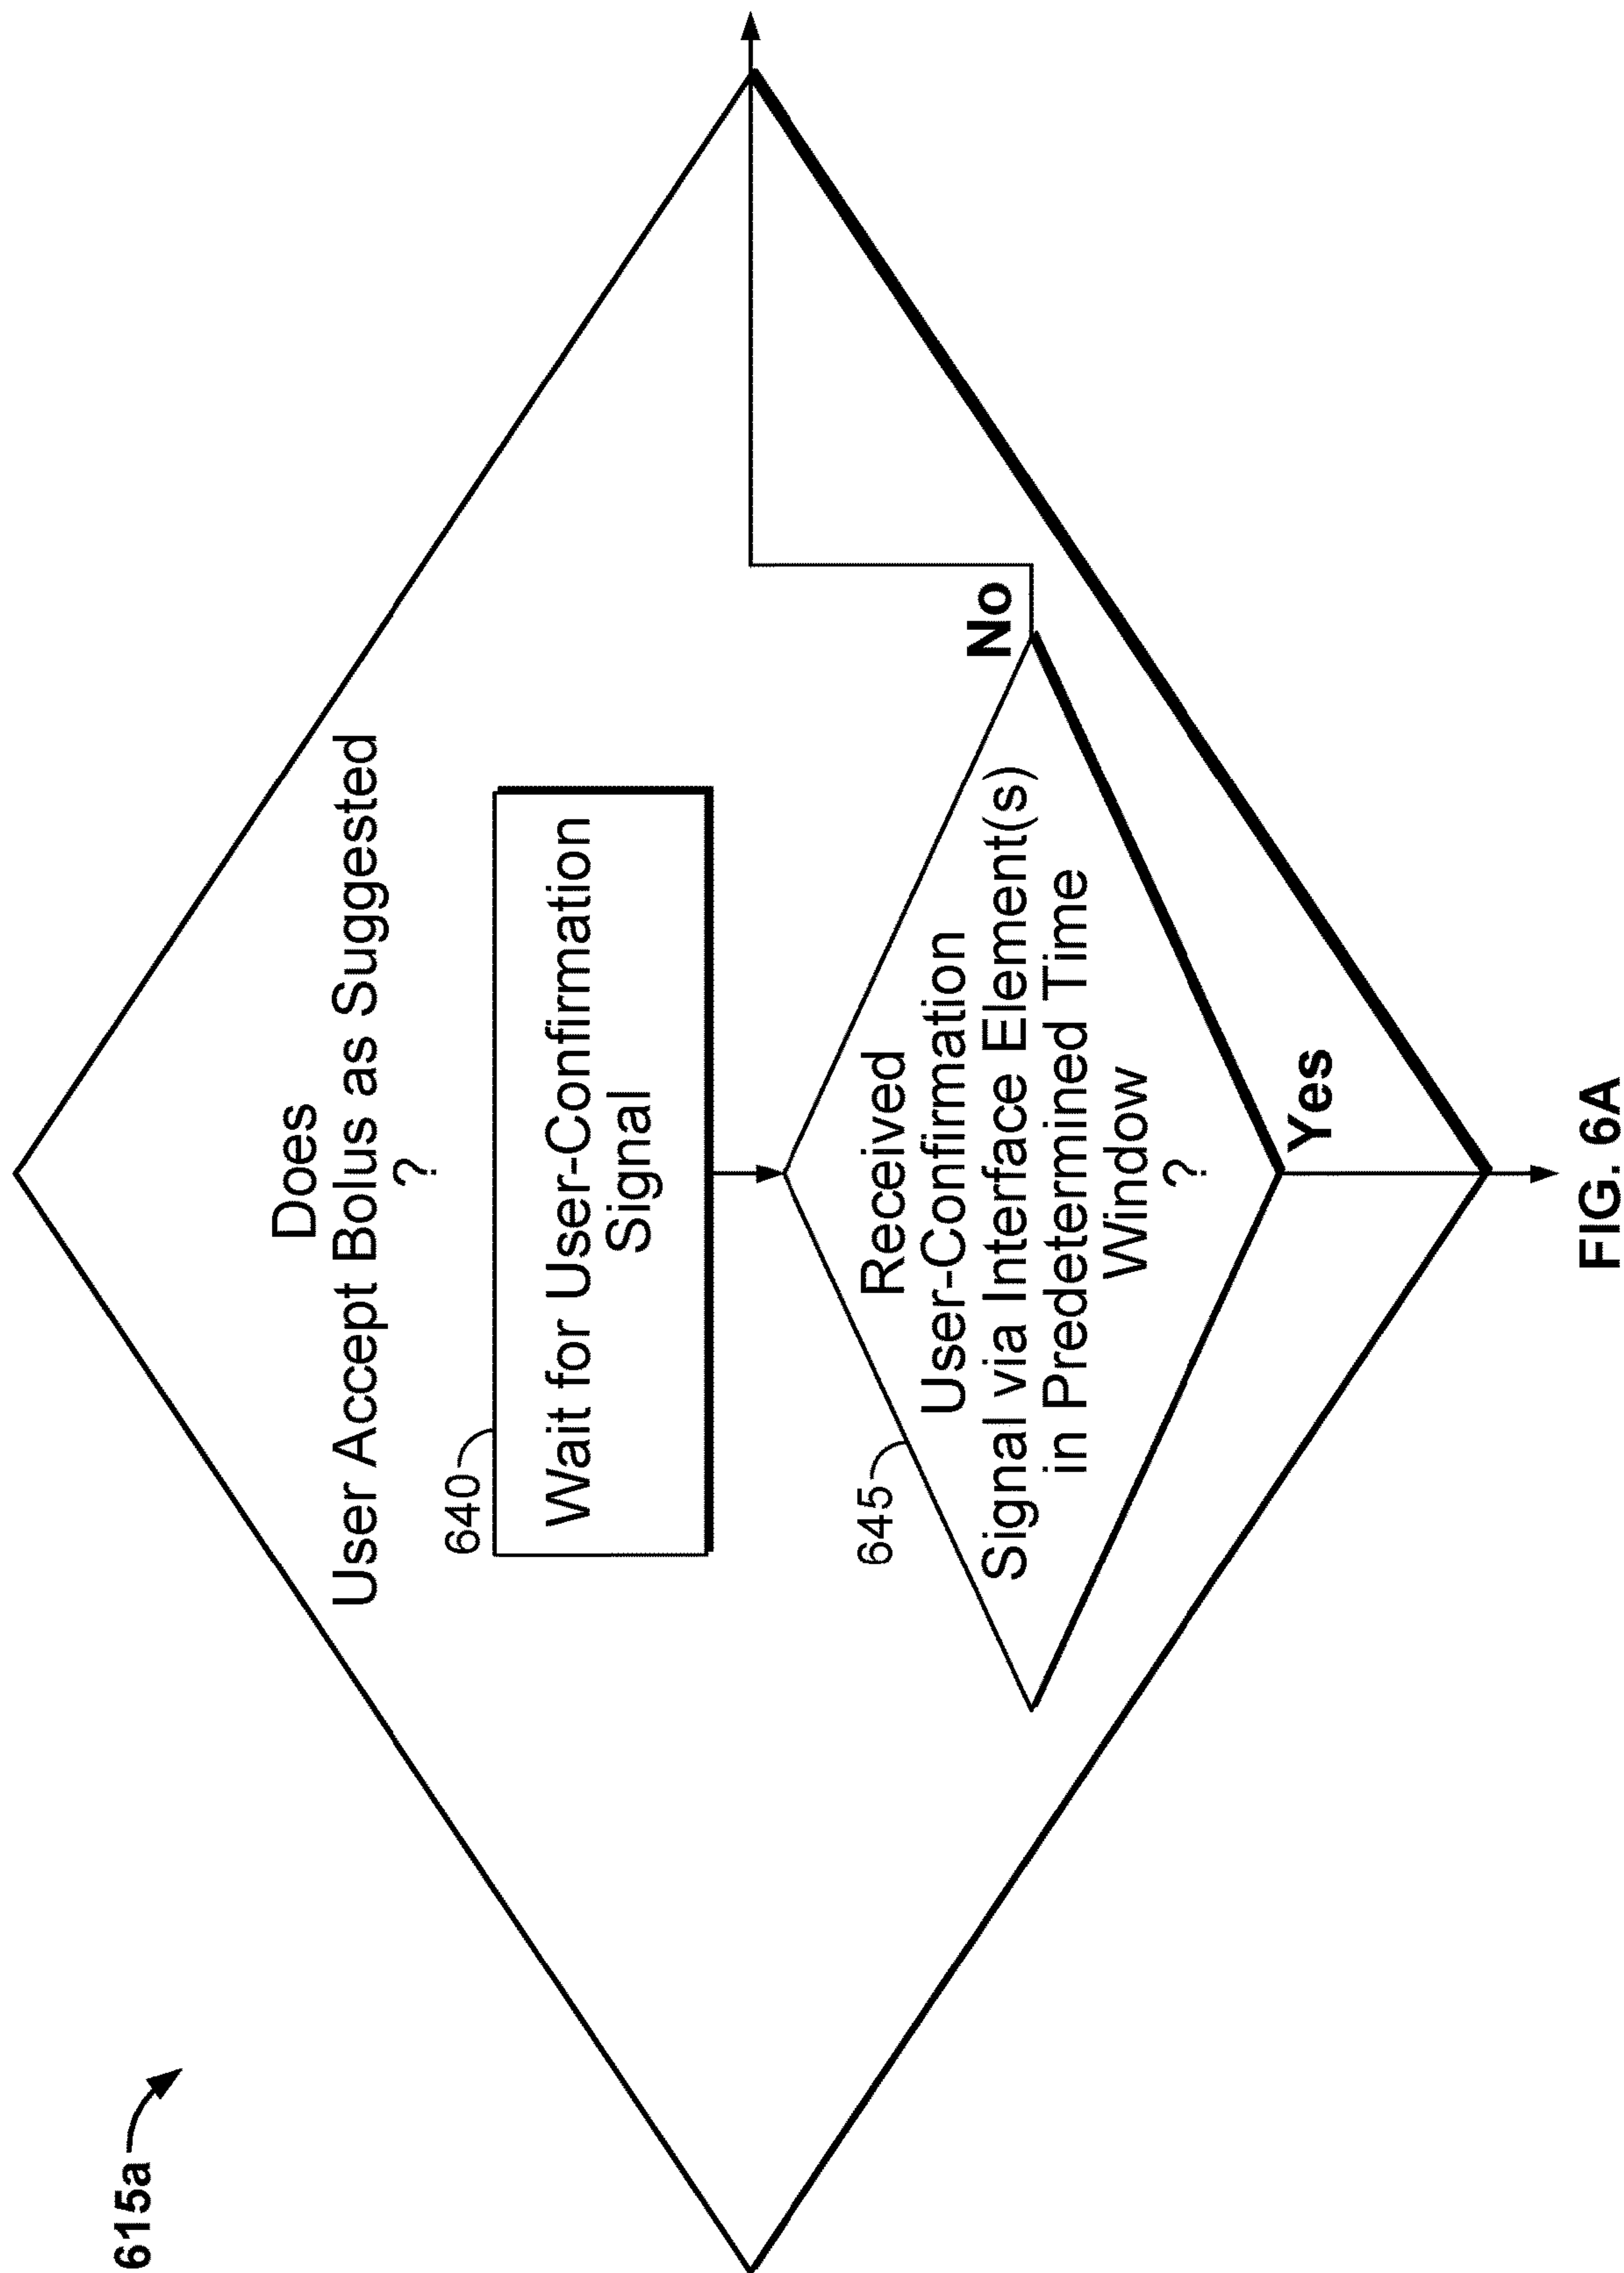 615a
Does
User Accept Bolus as Suggested
?
640
Wait for User-Confirmation
Signal
645
Received
User-Confirmation
Signal via Interface Element(s)
in Predetermined Time
Window
?
No
Yes
FIG. 6A